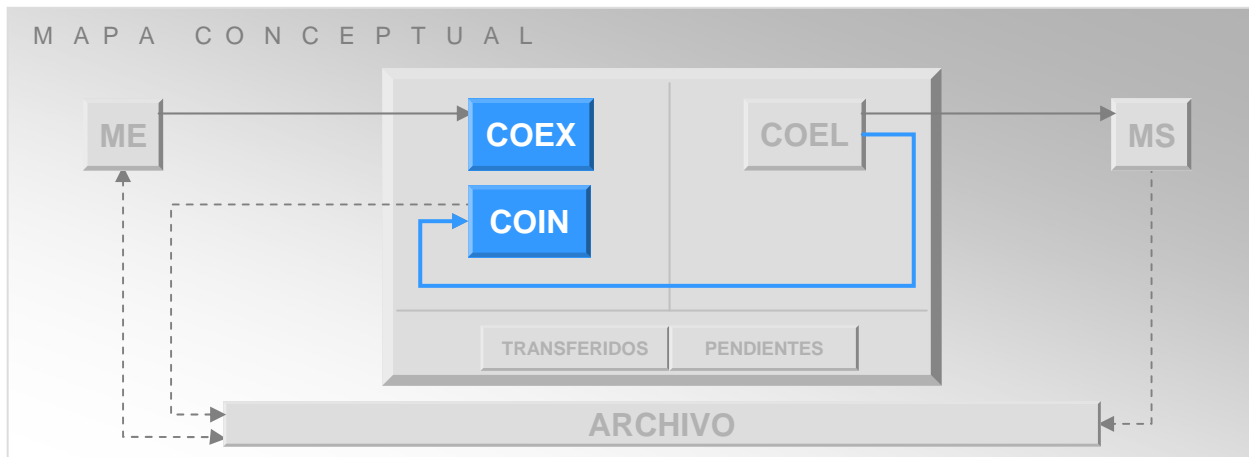 MAPA CONCEPTUAL
ME
COEX
COEL
MS
COIN
TRANSFERIDOS
PENDIENTES
ARCHIVO